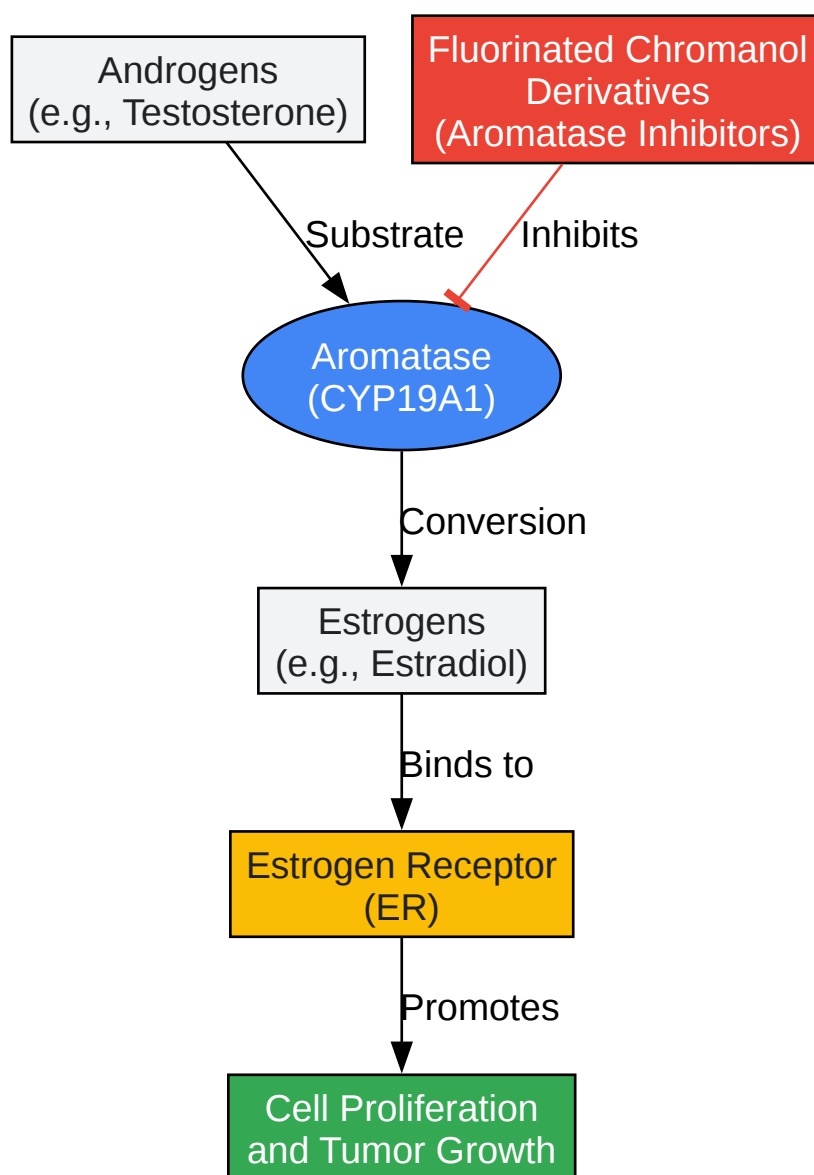 Androgens
(e.g., Testosterone)
Fluorinated Chromanol
Derivatives
(Aromatase Inhibitors)
Substrate
Inhibits
Aromatase
(CYP19A1)
Conversion
Estrogens
(e.g., Estradiol)
Binds to
Estrogen Receptor
(ER)
Promotes
Cell Proliferation
and Tumor Growth